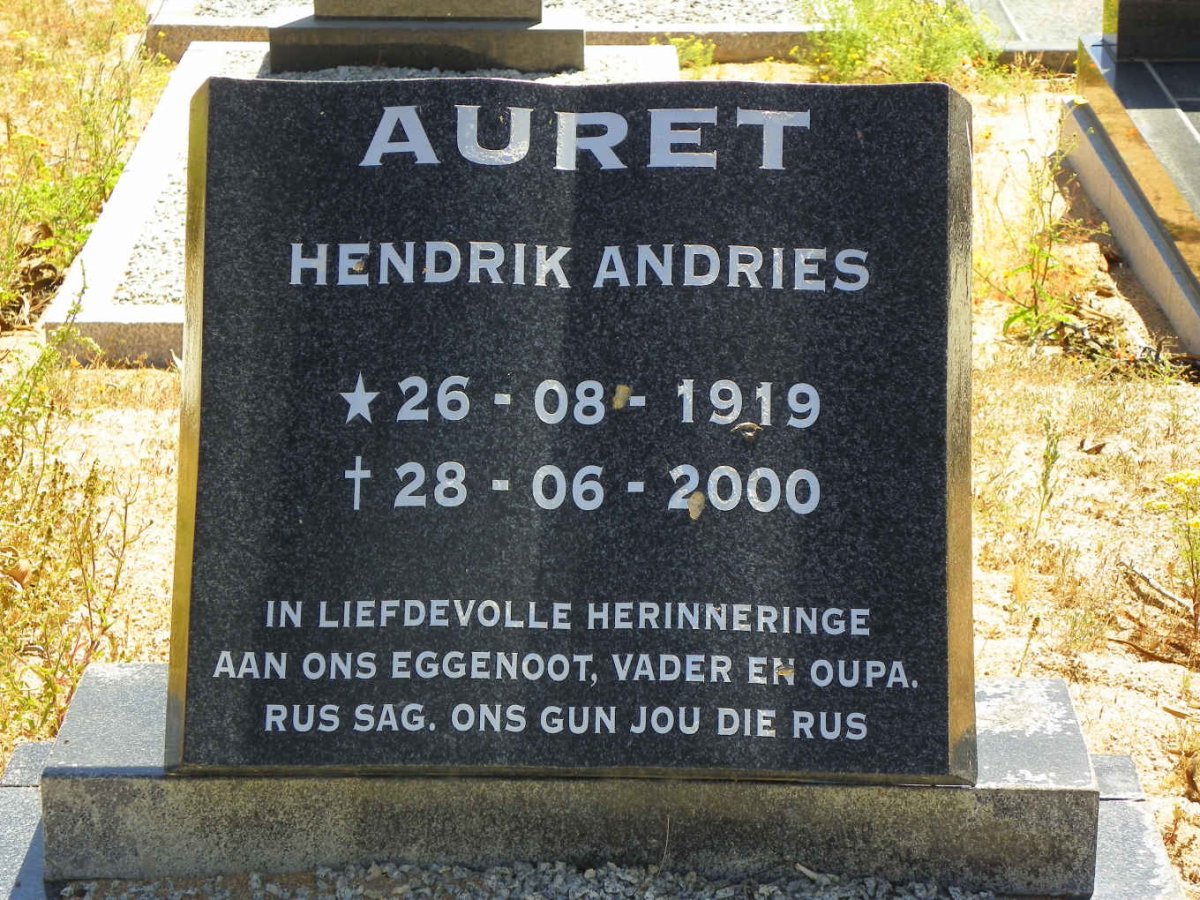 AURET
HENDRIK ANDRIES
★ 26 - 08 - 1919
✝ 28 - 06 - 2000
IN LIEFDEVOLLE HERINNERINGE
AAN ONS EGGENOOT, VADER EN OUPA.
RUS SAG. ONS GUN JOU DIE RUS